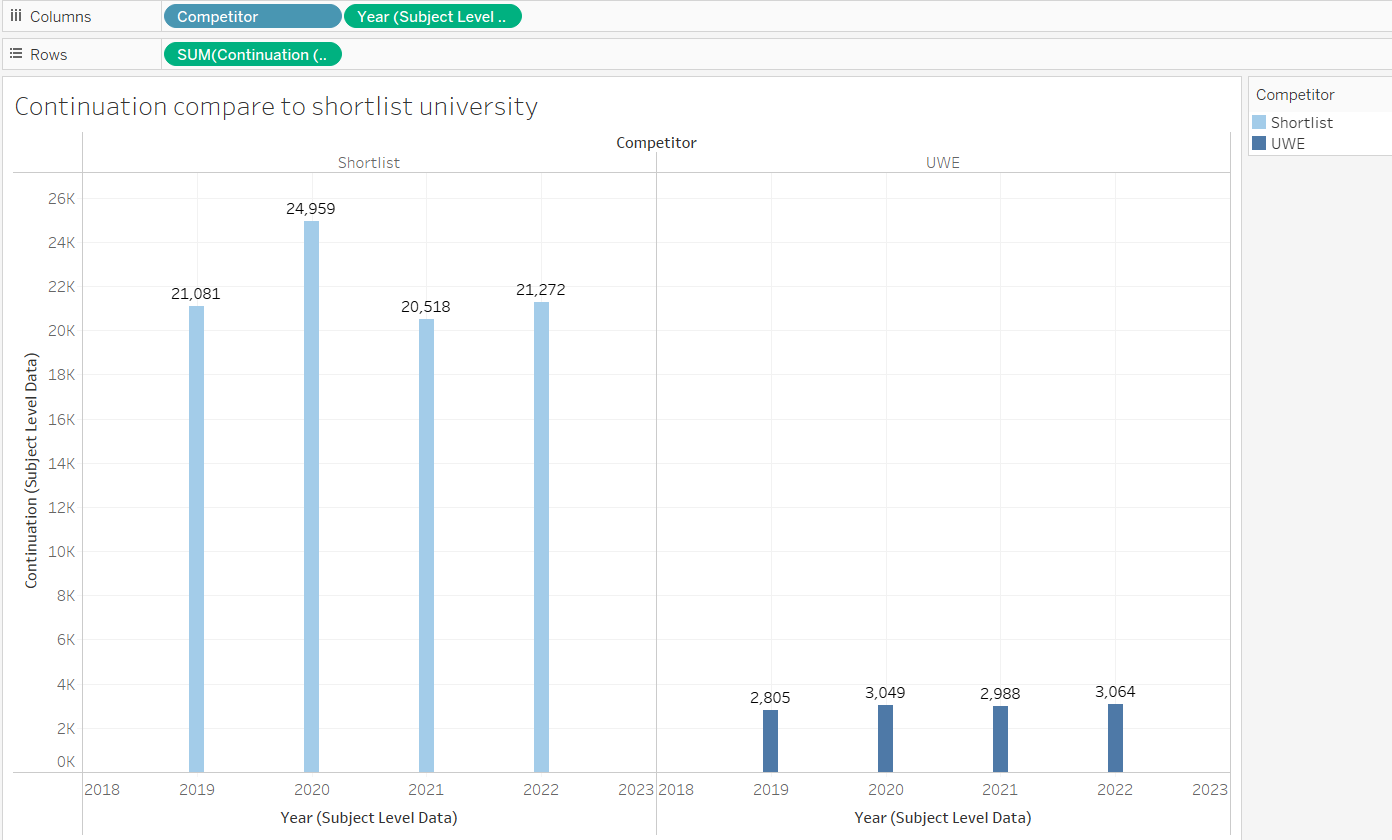 Columns Competitor Year (Subject Level ..
Rows SUM(Continuation (..
Continuation compare to shortlist university
Competitor
Shortlist
UWE
Competitor
Shortlist UWE
Continuation (Subject Level Data)
26K
24K
22K
20K
18K
16K
14K
12K
10K
8K
6K
4K
2K
0K
21,081
24,959
20,518
21,272
2,805
3,049
2,988
3,064
2018 2019 2020 2021 2022 2023 2018 2019 2020 2021 2022 2023
Year (Subject Level Data) Year (Subject Level Data)